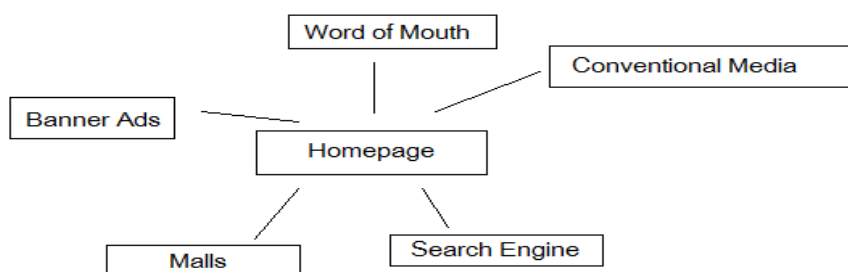 Word of Mouth
Conventional Media
Banner Ads
Homepage
Search Engine
Malls